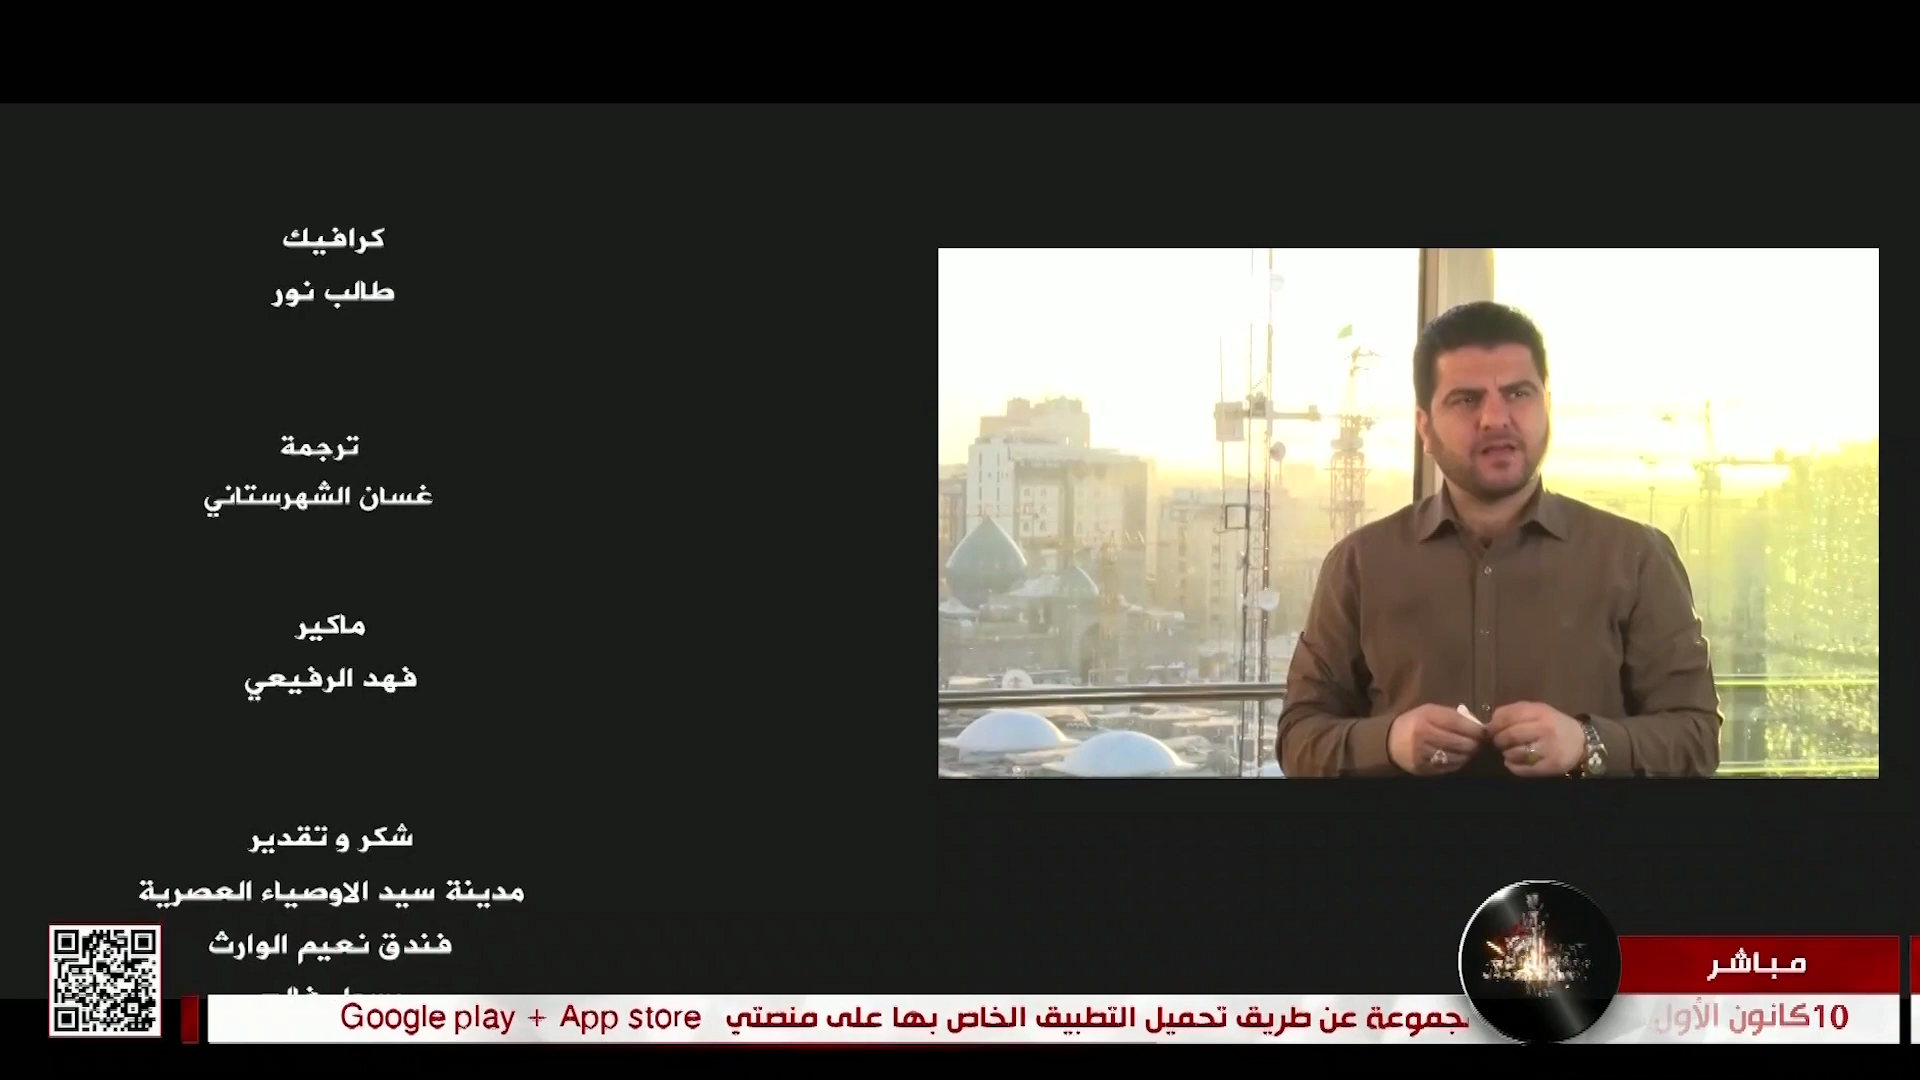 كرافيك
طالب نور
ترجمة
غسان الشهرستاني
ماكير
فهد الرفيعي
شكر و تقدير
مدينة سيد الاوصياء العصرية
فندق نعيم الوارث
مباشر
10كانون الأول
جموعة عن طريق تحميل التطبيق الخاص بها على منصتي Google play + App store